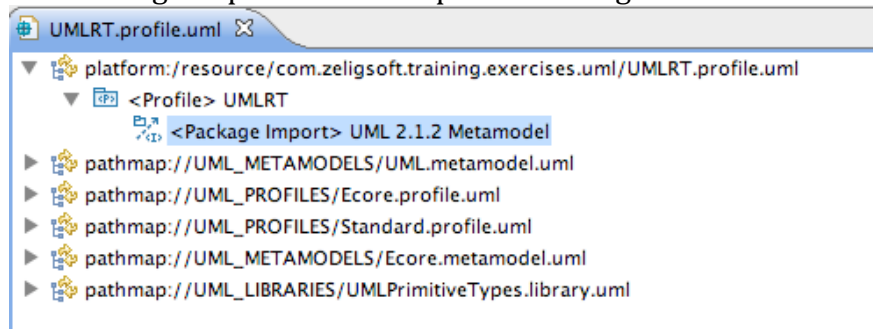 UMLRT.profile.uml
platform:/resource/com.zeligsoft.training.exercises.uml/UMLRT.profile.uml
<Profile> UMLRT
<Package Import> UML 2.1.2 Metamodel
pathmap://UML_METAMODELS/UML.metamodel.uml
pathmap://UML_PROFILES/Ecore.profile.uml
pathmap://UML_PROFILES/Standard.profile.uml
pathmap://UML_METAMODELS/Ecore.metamodel.uml
pathmap://UML_LIBRARIES/UMLPrimitiveTypes.library.uml